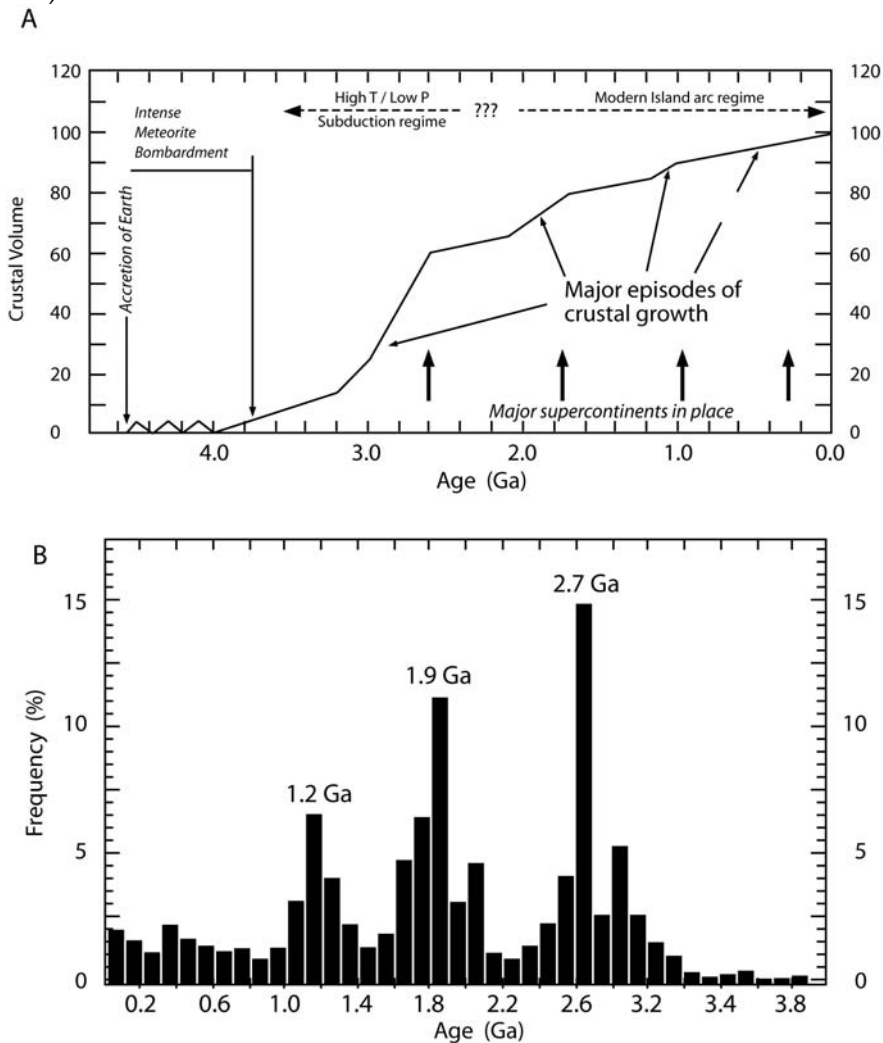 A
120
100
80
60
40
20
0
Crustal Volume
Intense
Meteorite
Bombardment
Accretion of Earth
High T / Low P
Subduction regime
???
Modern Island arc regime
Major episodes of
crustal growth
Major supercontinents in place
120
100
80
60
40
20
0
4.0 3.0 2.0 1.0 0.0
Age (Ga)
B
15
10
5
0
Frequency (%)
1.2 Ga
1.9 Ga
2.7 Ga
15
10
5
0
0.2 0.6 1.0 1.4 1.8 2.2 2.6 3.2 3.4 3.8
Age (Ga)